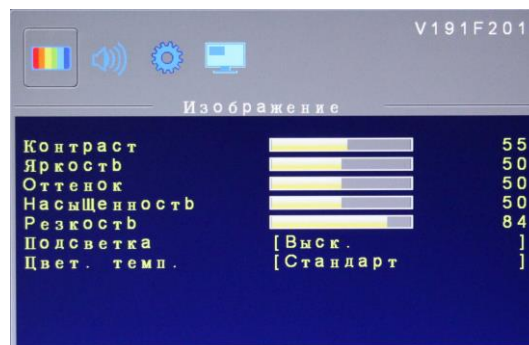 V191F201
Изображение
Контраст 55
Яркость 50
Оттенок 50
НасыЩенность 50
Резкость 84
Подсветка [Выск. ]
Цвет. темп. [Стандарт ]